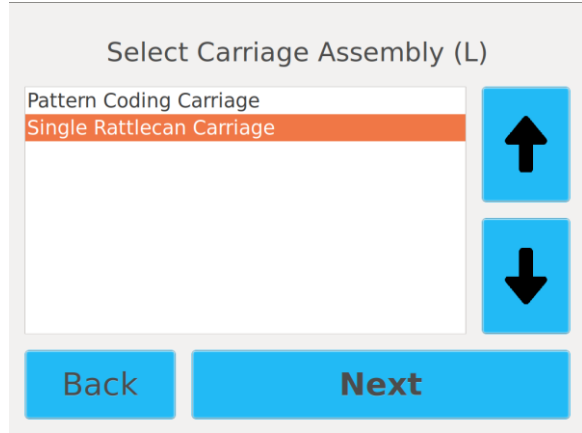 Select Carriage Assembly (L)
Pattern Coding Carriage
Single Rattlecan Carriage
Back
Next